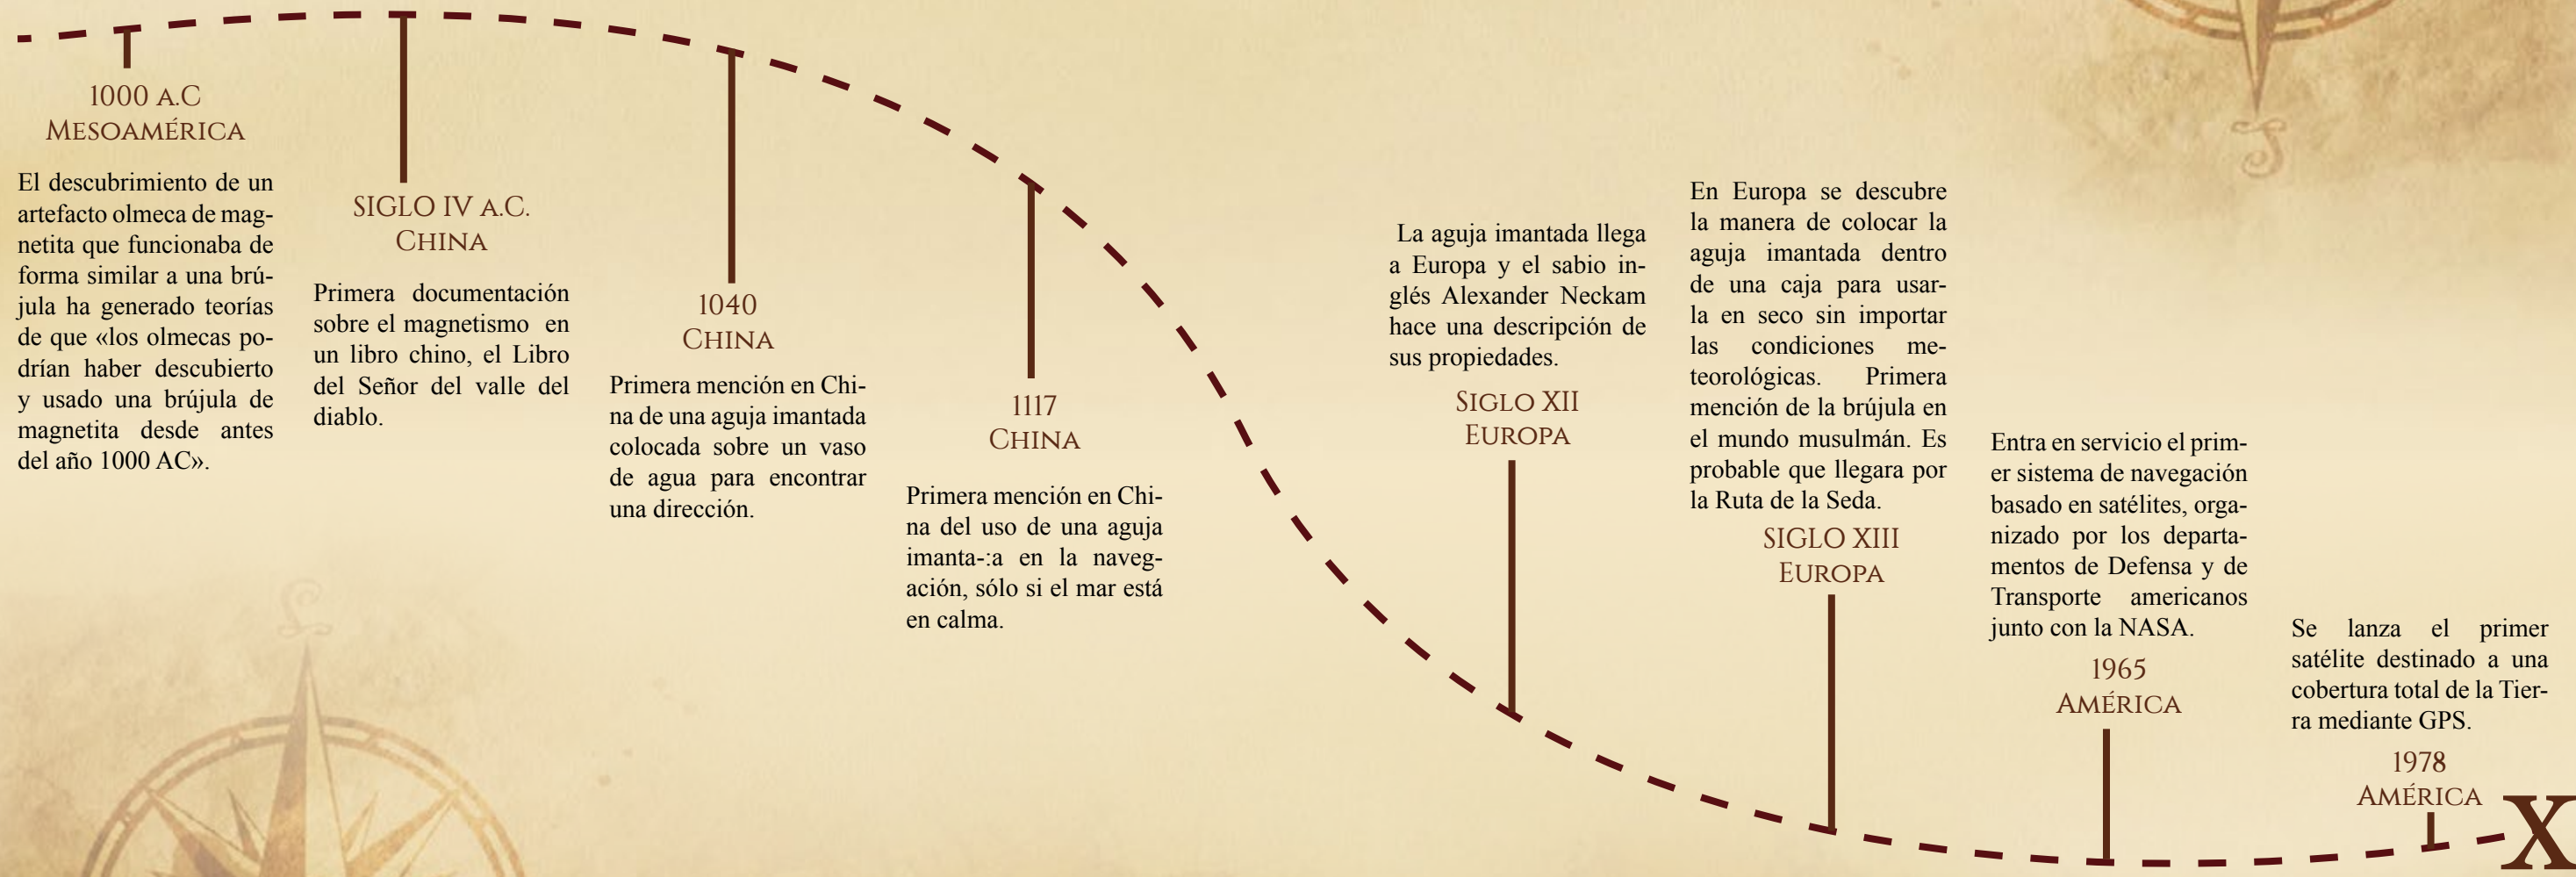 1000 a.C
Mesoamérica
El descubrimiento de un
artefacto olmeca de mag-
netita que funcionaba de
forma similar a una brú-
jula ha generado teorías
de que «los olmecas po-
drían haber descubierto
y usado una brújula de
magnetita desde antes
del año 1000 AC».
SIGLO IV a.C.
China
Primera documentación
sobre el magnetismo en
un libro chino, el Libro
del Señor del valle del
diablo.
1040
China
Primera mención en Chi-
na de una aguja imantada
colocada sobre un vaso
de agua para encontrar
una dirección.
1117
China
Primera mención en Chi-
na del uso de una aguja
imanta-:a en la naveg-
ación, sólo si el mar está
en calma.
La aguja imantada llega
a Europa y el sabio in-
glés Alexander Neckam
hace una descripción de
sus propiedades.
Siglo XII
Europa
En Europa se descubre
la manera de colocar la
aguja imantada dentro
de una caja para usar-
la en seco sin importar
las condiciones me-
teorológicas. Primera
mención de la brújula en
el mundo musulmán. Es
probable que llegara por
la Ruta de la Seda.
SIGLO XIII
Europa
Entra en servicio el prim-
er sistema de navegación
basado en satélites, orga-
nizado por los departa-
mentos de Defensa y de
Transporte americanos
junto con la NASA.
1965
América
Se lanza el primer
satélite destinado a una
cobertura total de la Tier-
ra mediante GPS.
1978
América
X